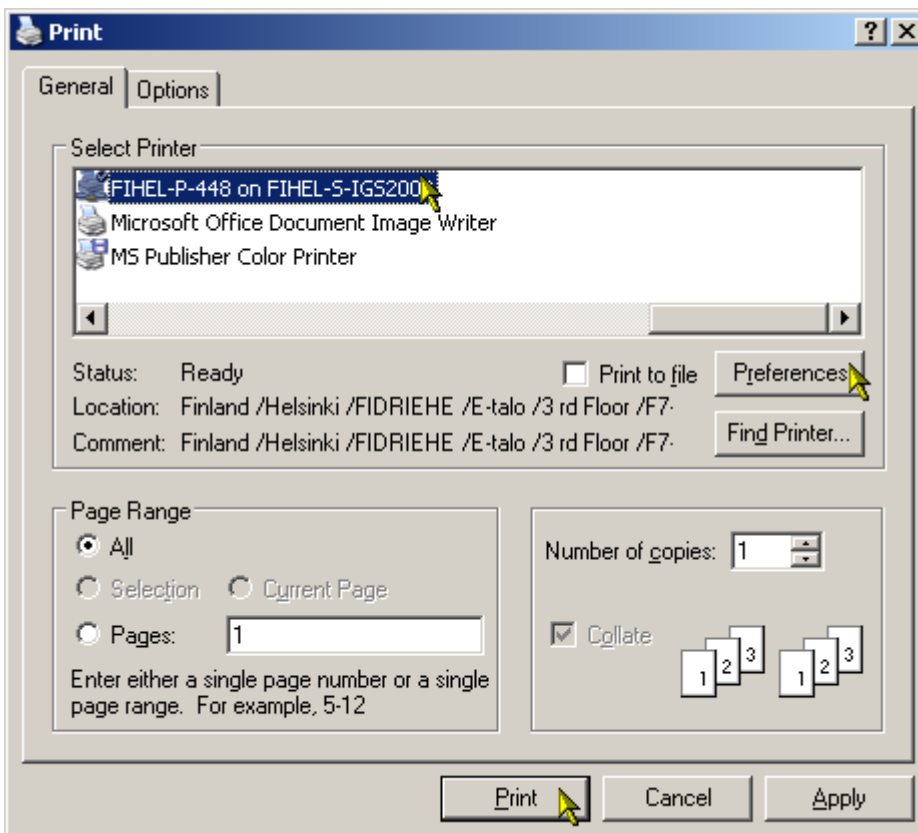 Print
General Options
Select Printer
FIHEL-P-448 on FIHEL-S-IGS200
Microsoft Office Document Image Writer
MS Publisher Color Printer
Status: Ready
Print to file
Preferences
Location: Finland /Helsinki /FIDRIEHE /E-talo /3 rd Floor /F7-
Comment: Finland /Helsinki /FIDRIEHE /E-talo /3 rd Floor /F7-
Find Printer...
Page Range
All
Selection Current Page
Pages: 1
Enter either a single page number or a single
page range. For example, 5-12
Number of copies: 1
Collate
1 2 3 1 2 3
Print Cancel Apply